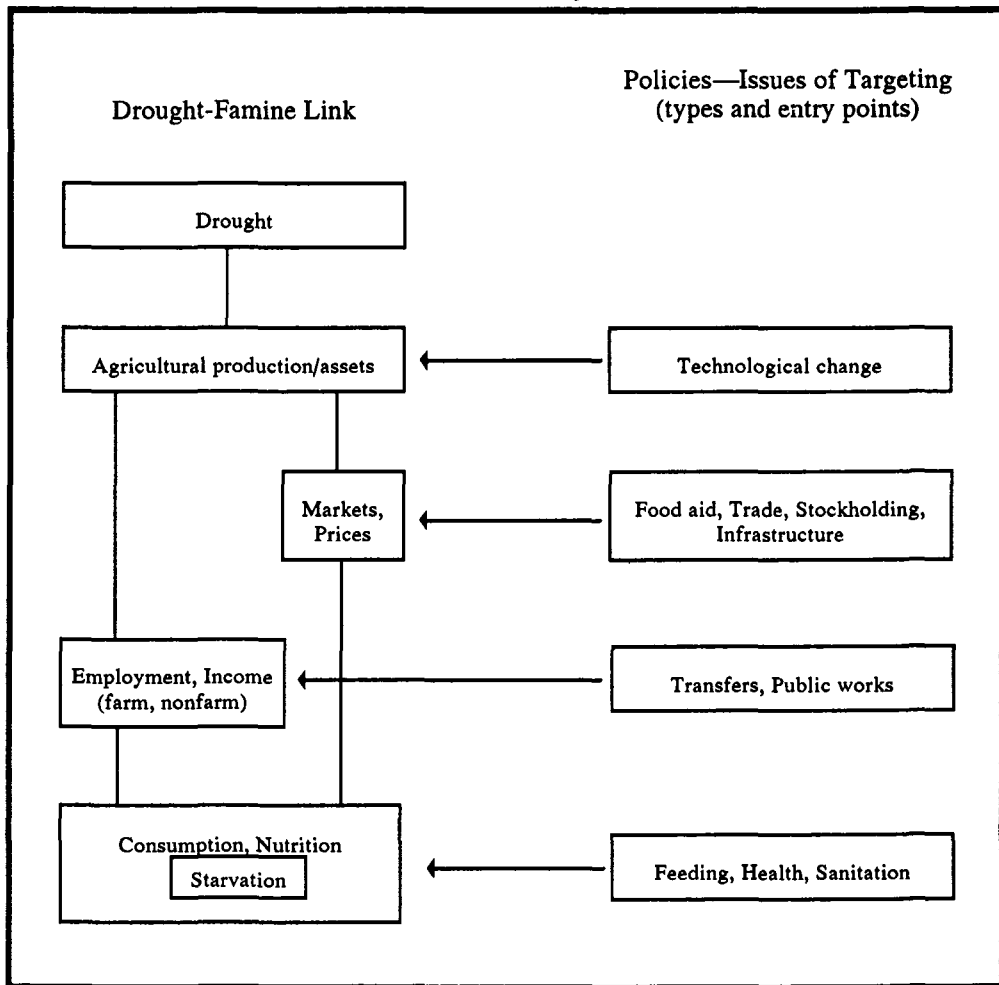 Drought-Famine Link
Policies—Issues of Targeting
(types and entry points)
Drought
Agricultural production/assets
Technological change
Markets,
Prices
Food aid, Trade, Stockholding,
Infrastructure
Employment, Income
(farm, nonfarm)
Transfers, Public works
Consumption, Nutrition
Starvation
Feeding, Health, Sanitation